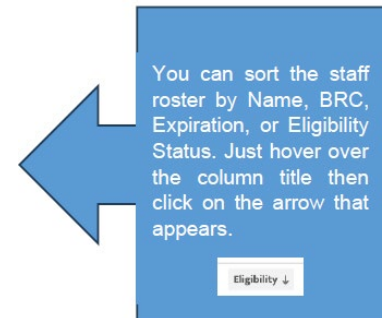 You can sort the staff
roster by Name, BRC,
Expiration, or Eligibility
Status. Just hover over
the column title then
click on the arrow that
appears.
Eligibility ↓